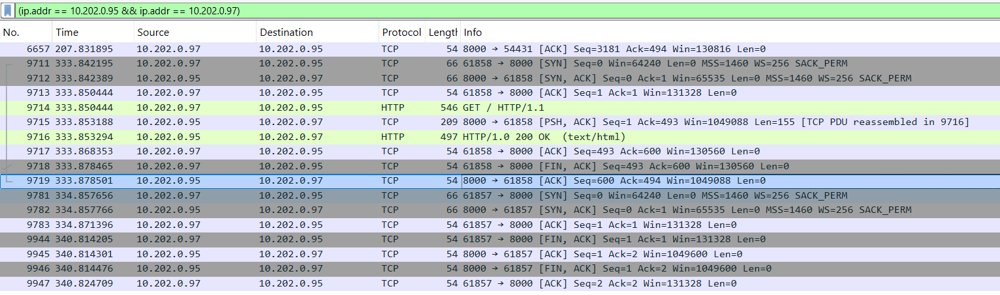 (ip.addr == 10.202.0.95 && ip.addr == 10.202.0.97)
No. Time Source Destination Protocol Length Info
6657 207.831895 10.202.0.97 10.202.0.95 TCP 54 8000 → 54431 [ACK] Seq=3181 Ack=494 Win=130816 Len=0
9711 333.842195 10.202.0.97 10.202.0.95 TCP 66 61858 → 8000 [SYN] Seq=0 Win=64240 Len=0 MSS=1460 WS=256 SACK_PERM
9712 333.842389 10.202.0.95 10.202.0.97 TCP 66 8000 → 61858 [SYN, ACK] Seq=0 Ack=1 Win=65535 Len=0 MSS=1460 WS=256 SACK_PERM
9713 333.850444 10.202.0.97 10.202.0.95 TCP 54 61858 → 8000 [ACK] Seq=1 Ack=1 Win=131328 Len=0
9714 333.850444 10.202.0.97 10.202.0.95 HTTP 546 GET / HTTP/1.1
9715 333.853188 10.202.0.95 10.202.0.97 TCP 209 8000 → 61858 [PSH, ACK] Seq=1 Ack=493 Win=1049088 Len=155 [TCP PDU reassembled in 9716]
9716 333.853294 10.202.0.95 10.202.0.97 HTTP 497 HTTP/1.0 200 OK (text/html)
9717 333.868353 10.202.0.97 10.202.0.95 TCP 54 61858 → 8000 [ACK] Seq=493 Ack=600 Win=130560 Len=0
9718 333.878465 10.202.0.97 10.202.0.95 TCP 54 61858 → 8000 [FIN, ACK] Seq=493 Ack=600 Win=130560 Len=0
9719 333.878501 10.202.0.95 10.202.0.97 TCP 54 8000 → 61858 [ACK] Seq=600 Ack=494 Win=1049088 Len=0
9781 334.857656 10.202.0.97 10.202.0.95 TCP 66 61857 → 8000 [SYN] Seq=0 Win=64240 Len=0 MSS=1460 WS=256 SACK_PERM
9782 334.857766 10.202.0.95 10.202.0.97 TCP 66 8000 → 61857 [SYN, ACK] Seq=0 Ack=1 Win=65535 Len=0 MSS=1460 WS=256 SACK_PERM
9783 334.871396 10.202.0.97 10.202.0.95 TCP 54 61857 → 8000 [ACK] Seq=1 Ack=1 Win=131328 Len=0
9944 340.814205 10.202.0.97 10.202.0.95 TCP 54 61857 → 8000 [FIN, ACK] Seq=1 Ack=1 Win=131328 Len=0
9945 340.814301 10.202.0.95 10.202.0.97 TCP 54 8000 → 61857 [ACK] Seq=1 Ack=2 Win=1049600 Len=0
9946 340.814476 10.202.0.95 10.202.0.97 TCP 54 8000 → 61857 [FIN, ACK] Seq=1 Ack=2 Win=1049600 Len=0
9947 340.824709 10.202.0.97 10.202.0.95 TCP 54 61857 → 8000 [ACK] Seq=2 Ack=2 Win=131328 Len=0